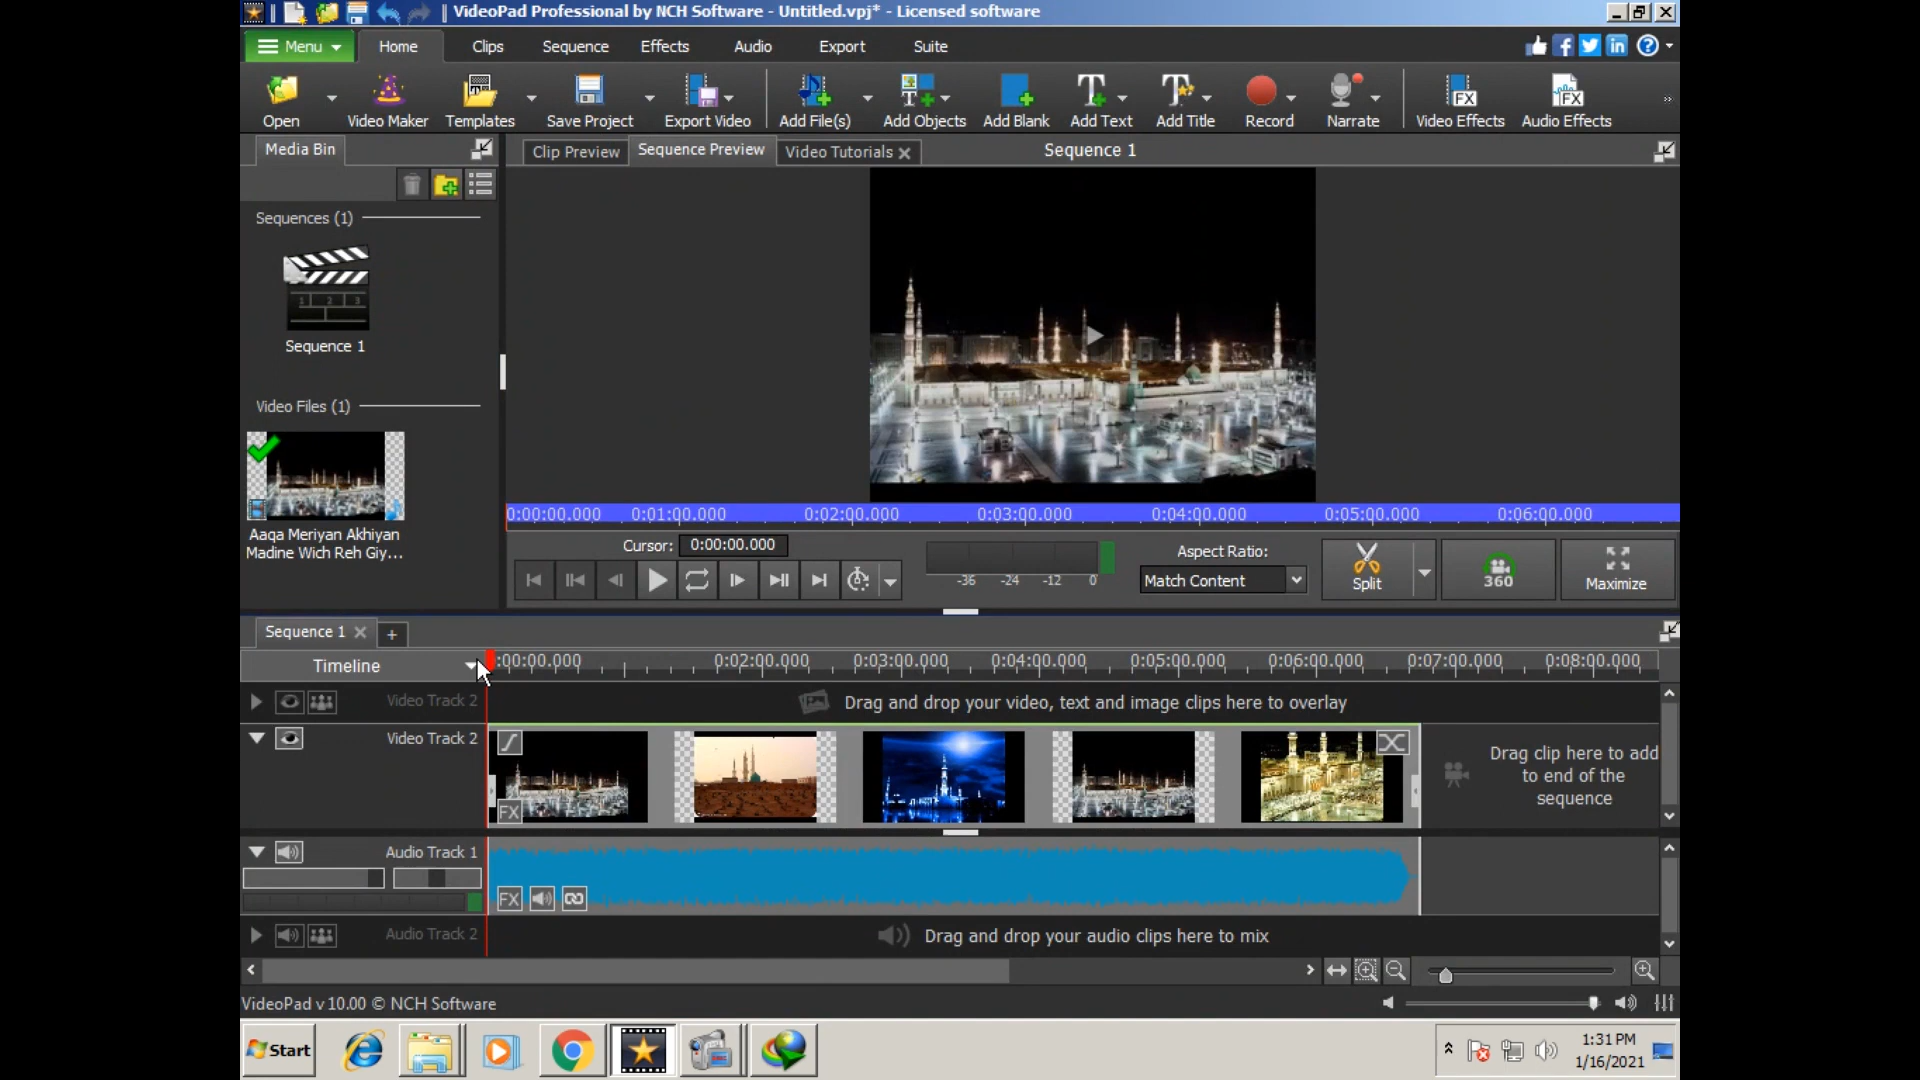 VideoPad Professional by NCH Software - Untitled.vpj* - Licensed software
Menu Home Clips Sequence Effects Audio Export Suite
Open Video Maker Templates Save Project Export Video Add File(s) Add Objects Add Blank Add Text Add Title Record Narrate Video Effects Audio Effects
Media Bin
Clip Preview Sequence Preview Video Tutorials Sequence 1
Sequences (1)
Sequence 1
Video Files (1)
Aaqa Meriyan Akhiyan
Madine Wich Reh Giy...
0:00:00.000 0:01:00.000 0:02:00.000 0:03:00.000 0:04:00.000 0:05:00.000 0:06:00.000
Cursor: 0:00:00.000
-36 -24 -12 0
Aspect Ratio:
Match Content
Split
360
Maximize
Sequence 1
Timeline
:00:00.000 0:02:00.000 0:03:00.000 0:04:00.000 0:05:00.000 0:06:00.000 0:07:00.000 0:08:00.000
Video Track 2 Drag and drop your video, text and image clips here to overlay
Video Track 2
FX
Drag clip here to add
to end of the
sequence
Audio Track 1
FX
Audio Track 2 Drag and drop your audio clips here to mix
VideoPad v 10.00 © NCH Software
Start
1:31 PM
1/16/2021